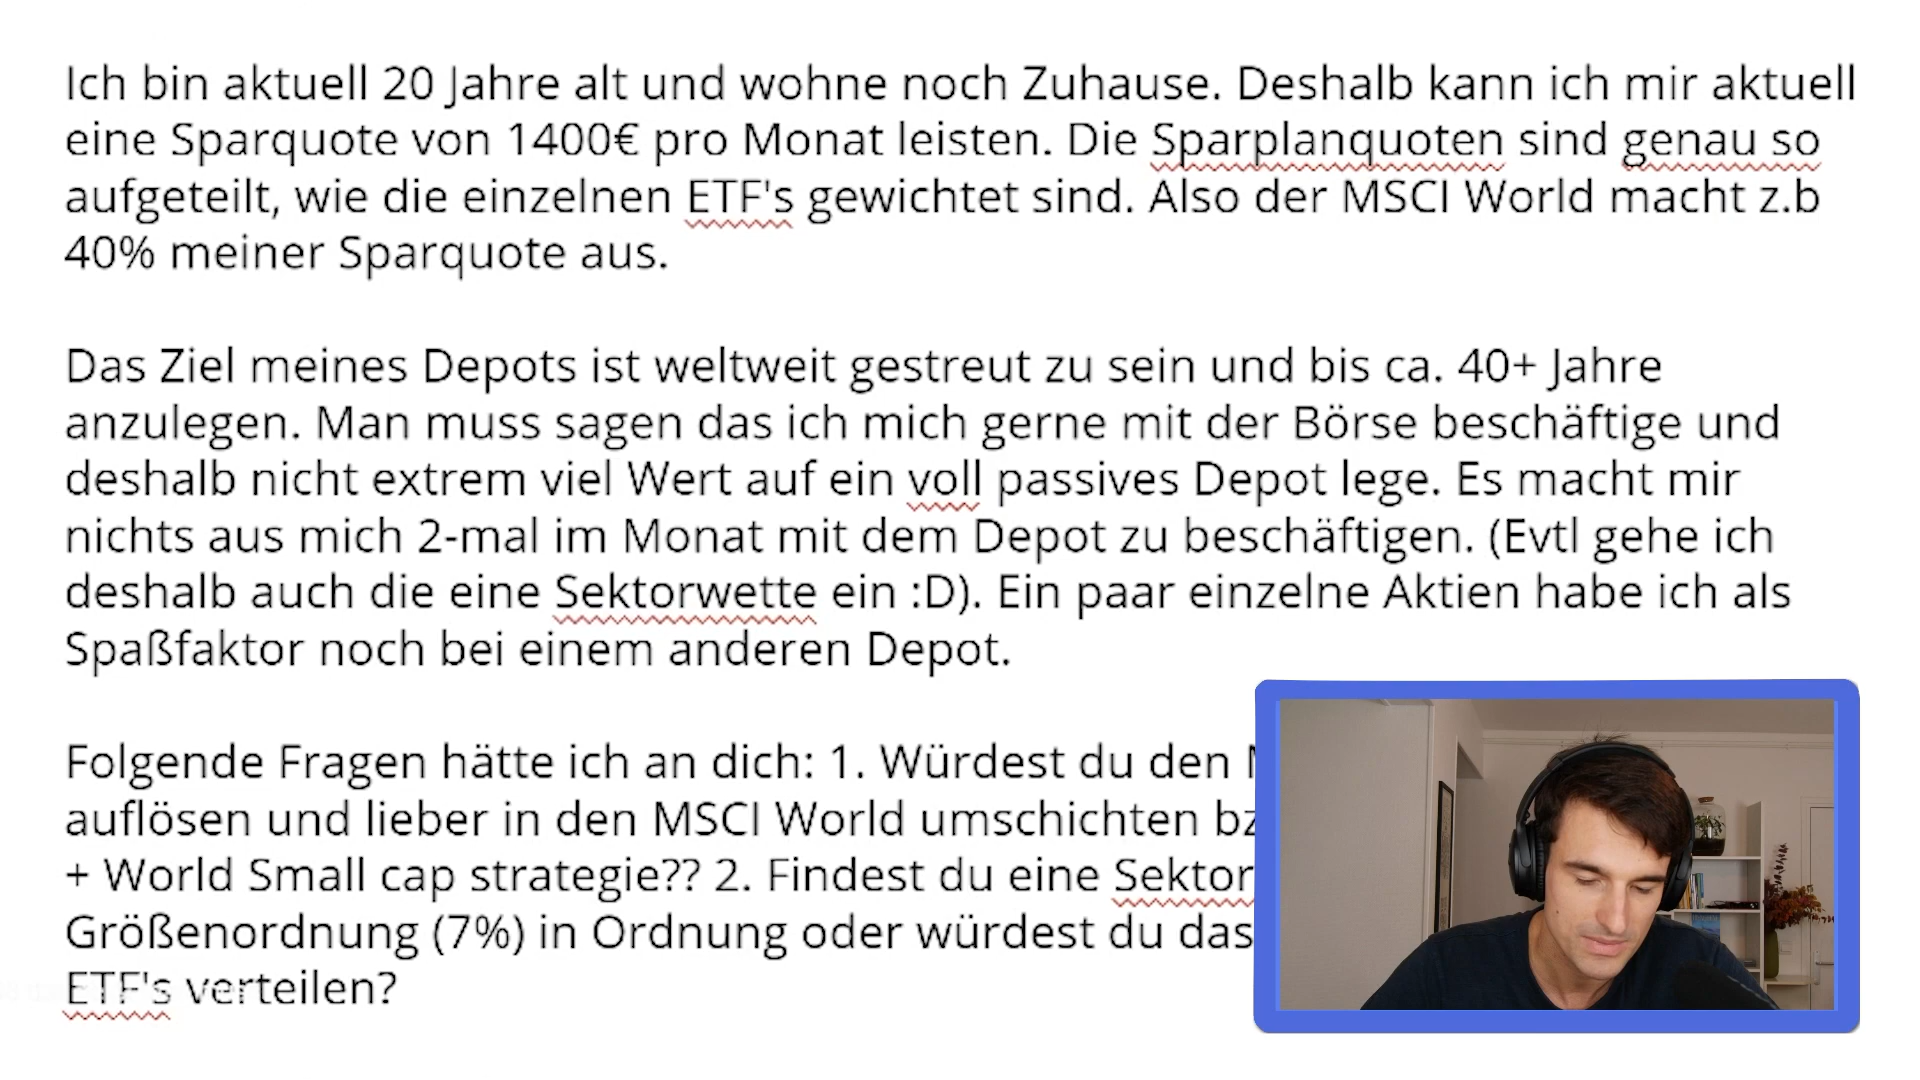 Ich bin aktuell 20 Jahre alt und wohne noch Zuhause. Deshalb kann ich mir aktuell
eine Sparquote von 1400€ pro Monat leisten. Die Sparplanquoten sind genau so
aufgeteilt, wie die einzelnen ETF's gewichtet sind. Also der MSCI World macht z.b
40% meiner Sparquote aus.
Das Ziel meines Depots ist weltweit gestreut zu sein und bis ca. 40+ Jahre
anzulegen. Man muss sagen das ich mich gerne mit der Börse beschäftige und
deshalb nicht extrem viel Wert auf ein voll passives Depot lege. Es macht mir
nichts aus mich 2-mal im Monat mit dem Depot zu beschäftigen. (Evtl gehe ich
deshalb auch die eine Sektorwette ein :D). Ein paar einzelne Aktien habe ich als
Spaßfaktor noch bei einem anderen Depot.
Folgende Fragen hätte ich an dich: 1. Würdest du den
auflösen und lieber in den MSCI World umschichten
+ World Small cap strategie?? 2. Findest du eine Sektor
Größenordnung (7%) in Ordnung oder würdest du das
ETF's verteilen?